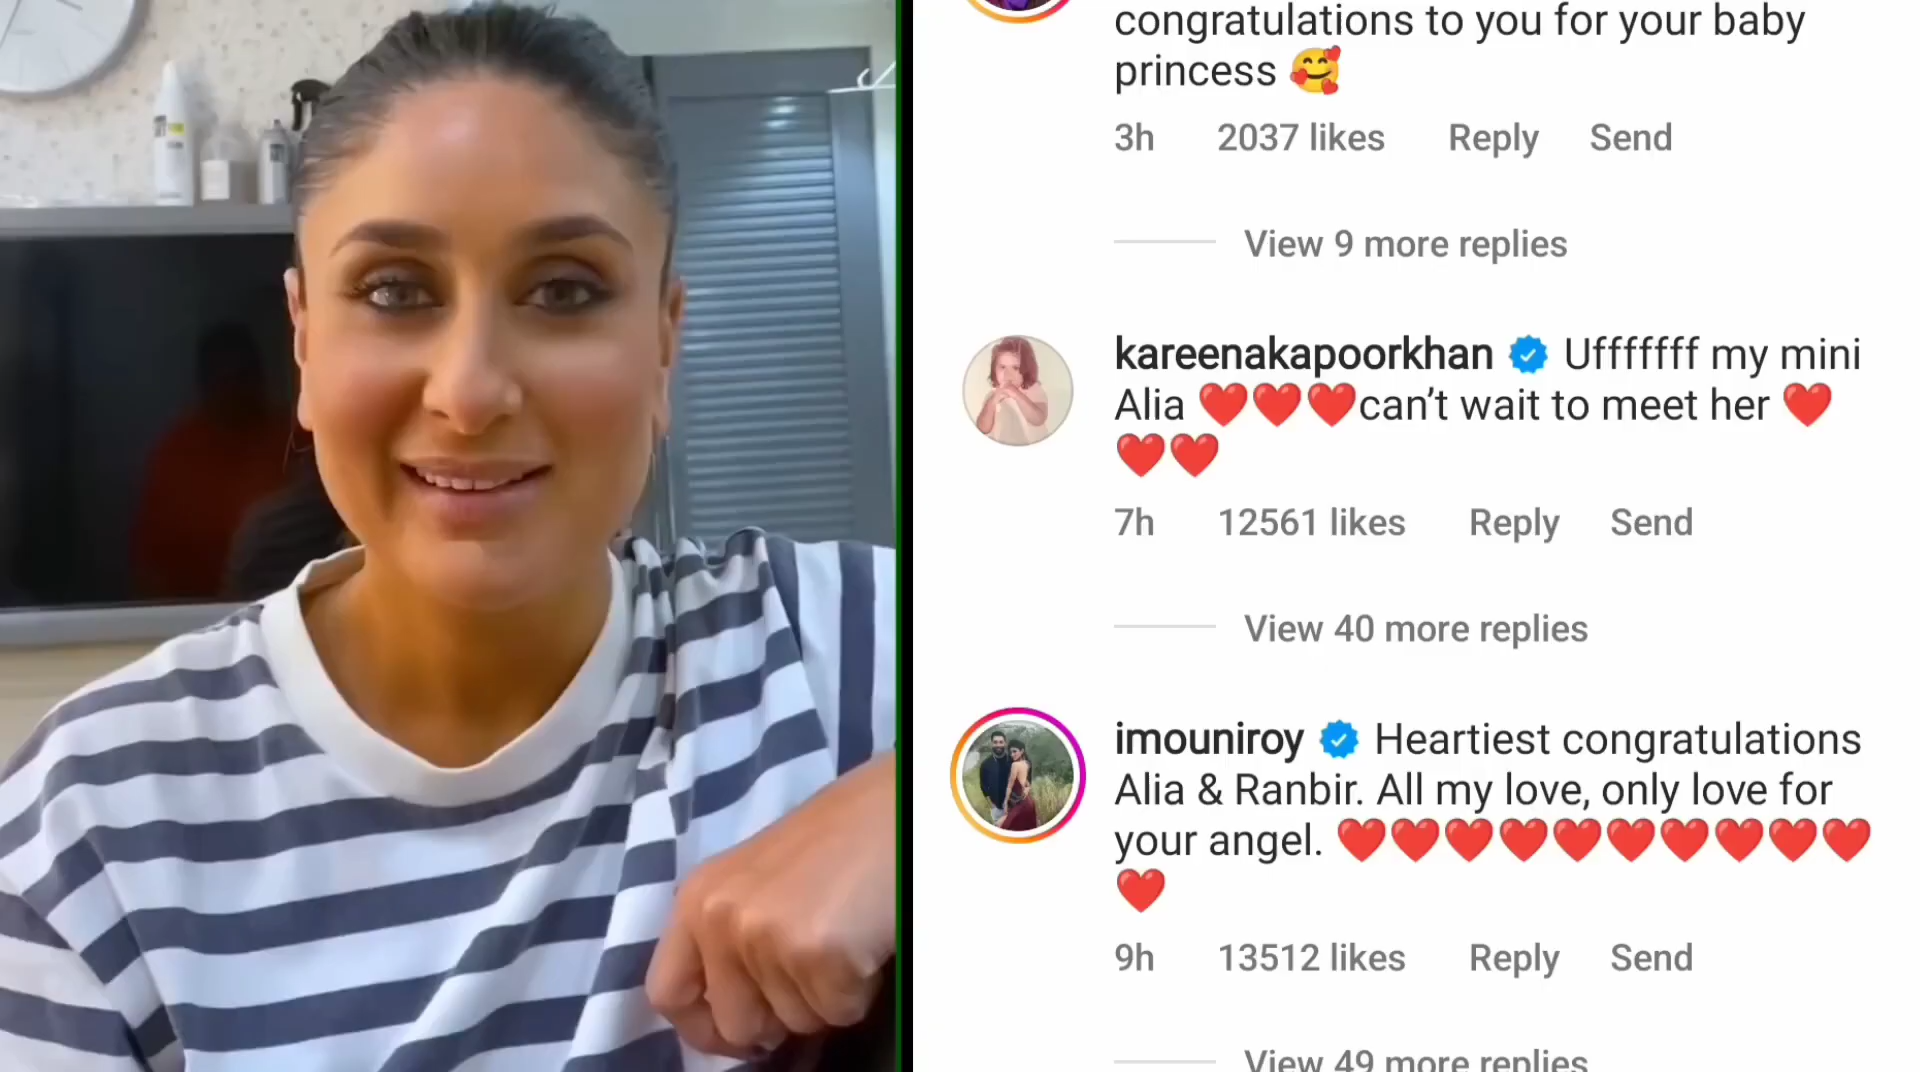 congratulations to you for your baby
princess 🥰
3h 2037 likes Reply Send
View 9 more replies
kareenakapoorkhan Ufffffff my mini
Alia ❤️❤️❤️can’t wait to meet her ❤️
❤️❤️
7h 12561 likes Reply Send
View 40 more replies
imouniroy Heartiest congratulations
Alia & Ranbir. All my love, only love for
your angel. ❤️❤️❤️❤️❤️❤️❤️❤️❤️❤️
❤️
9h 13512 likes Reply Send
View 49 more replies